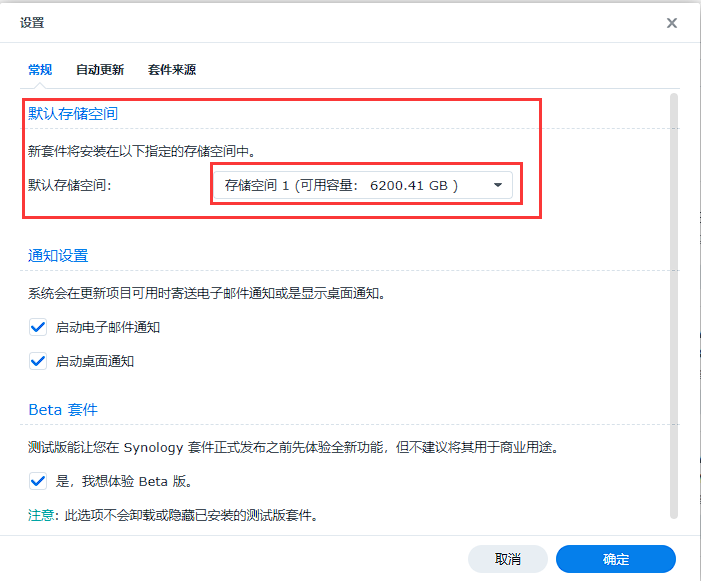 设置
常规 自动更新 套件来源
默认存储空间
新套件将安装在以下指定的存储空间中。
默认存储空间: 存储空间 1 (可用容量: 6200.41 GB )
通知设置
系统会在更新项目可用时寄送电子邮件通知或是显示桌面通知。
启动电子邮件通知
启动桌面通知
Beta 套件
测试版能让您在 Synology 套件正式发布之前先体验全新功能，但不建议将其用于商业用途。
是，我想体验 Beta 版。
注意: 此选项不会卸载或隐藏已安装的测试版套件。
取消 确定